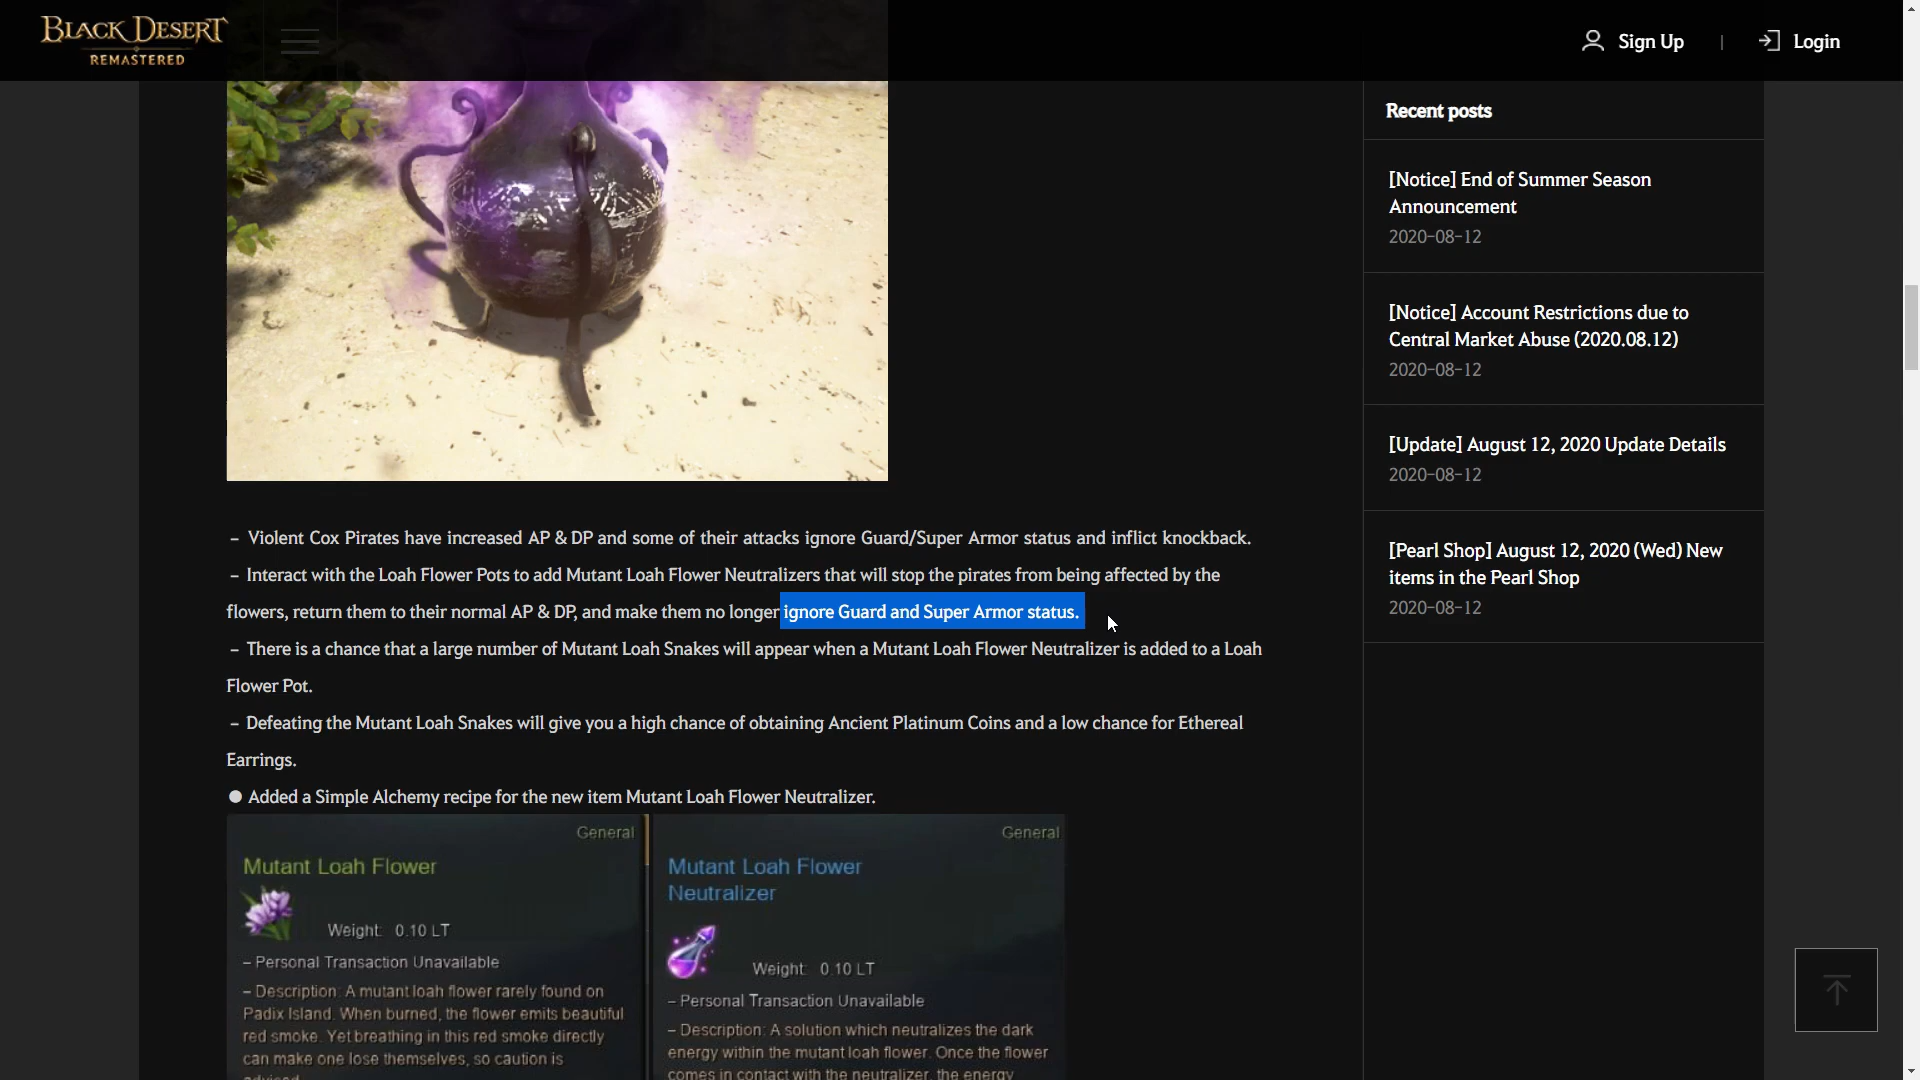 BLACK DESERT
REMASTERED
Sign Up
|
Login
Recent posts
[Notice] End of Summer Season
Announcement
2020-08-12
[Notice] Account Restrictions due to
Central Market Abuse (2020.08.12)
2020-08-12
[Update] August 12, 2020 Update Details
2020-08-12
[Pearl Shop] August 12, 2020 (Wed) New
items in the Pearl Shop
2020-08-12
– Violent Cox Pirates have increased AP & DP and some of their attacks ignore Guard/Super Armor status and inflict knockback.
– Interact with the Loah Flower Pots to add Mutant Loah Flower Neutralizers that will stop the pirates from being affected by the
flowers, return them to their normal AP & DP, and make them no longer ignore Guard and Super Armor status.
– There is a chance that a large number of Mutant Loah Snakes will appear when a Mutant Loah Flower Neutralizer is added to a Loah
Flower Pot.
– Defeating the Mutant Loah Snakes will give you a high chance of obtaining Ancient Platinum Coins and a low chance for Ethereal
Earrings.
● Added a Simple Alchemy recipe for the new item Mutant Loah Flower Neutralizer.
General
Mutant Loah Flower
Weight: 0.10 LT
– Personal Transaction Unavailable
– Description: A mutant loah flower rarely found on
Padix Island. When burned, the flower emits beautiful
red smoke. Yet breathing in this red smoke directly
can make one lose themselves, so caution is
General
Mutant Loah Flower
Neutralizer
Weight: 0.10 LT
– Personal Transaction Unavailable
– Description: A solution which neutralizes the dark
energy within the mutant loah flower. Once the flower
comes in contact with the neutralizer, the energy